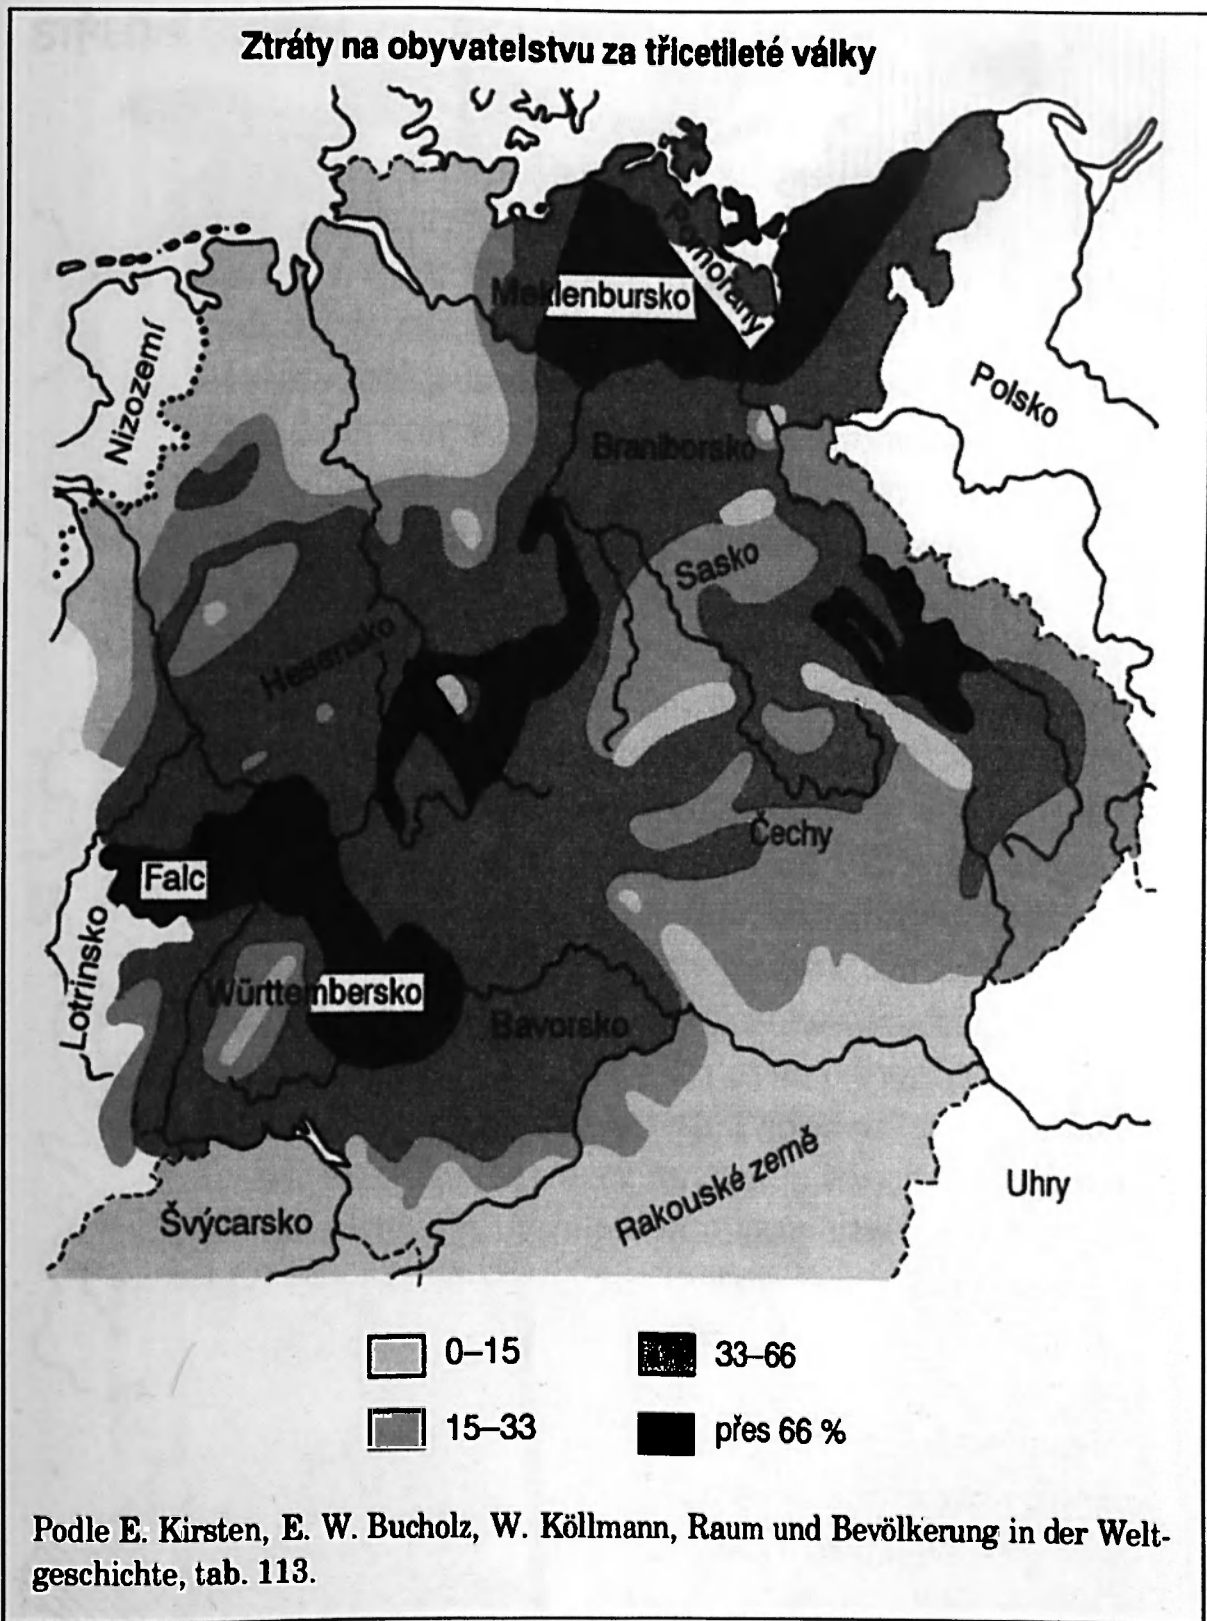 Ztráty na obyvatelstvu za třicetileté války
Meklenbursko
Pomořany
Nizozemí
Polsko
Braniborsko
Sasko
Hesensko
Čechy
Falc
Lotrinsko
Württembersko
Bavorsko
Rakouské země
Uhry
Švýcarsko
0–15
33–66
15–33
přes 66 %
Podle E. Kirsten, E. W. Bucholz, W. Köllmann, Raum und Bevölkerung in der Welt-
geschichte, tab. 113.